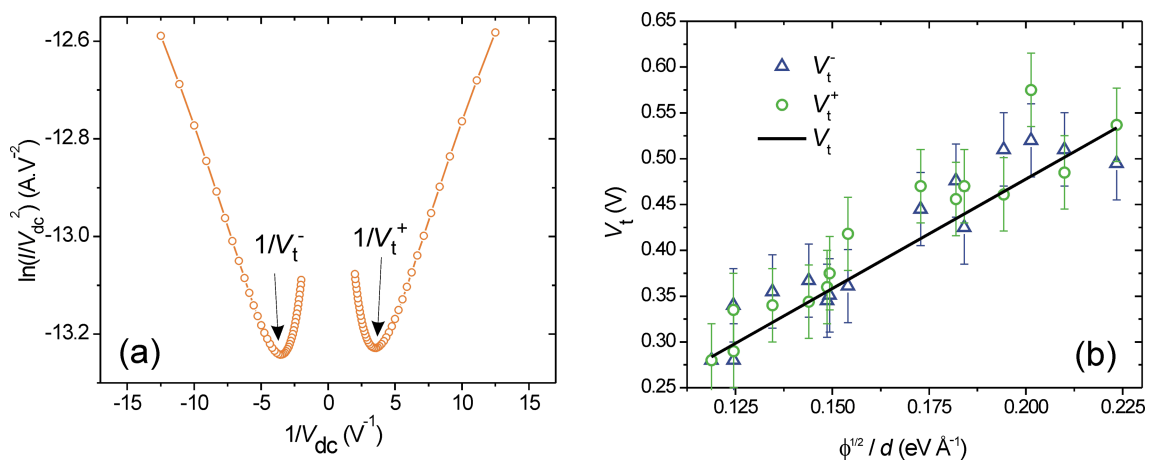 -12.6
-12.8
-13.0
-13.2
ln(I/V_dc^2) (A.V^-2)
1/V_t^-
1/V_t^+
(a)
-15 -10 -5 0 5 10 15
1/V_dc (V^-1)
0.65
0.60
0.55
0.50
0.45
0.40
0.35
0.30
0.25
V_t (V)
V_t^-
V_t^+
V_t
(b)
0.125 0.150 0.175 0.200 0.225
ϕ^1/2 / d (eV Å^-1)